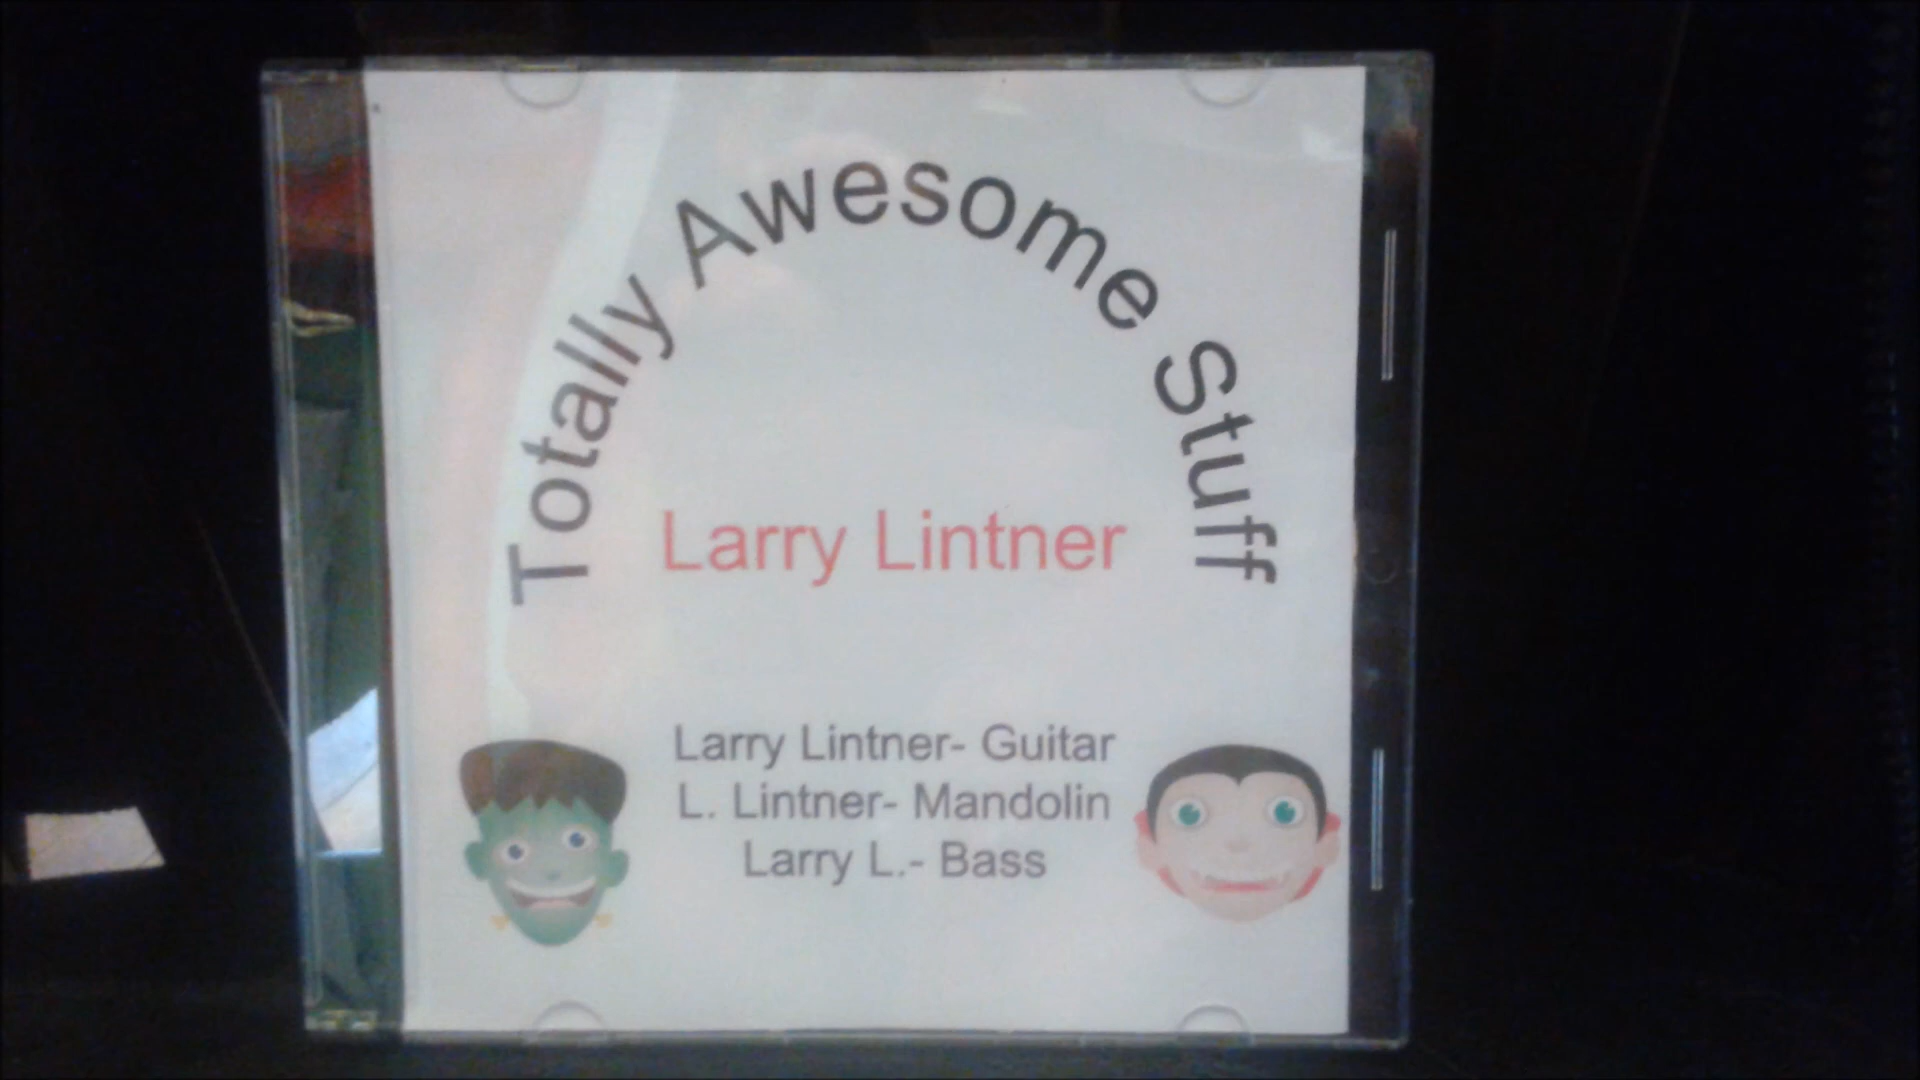 Totally Awesome Stuff
Larry Lintner
Larry Lintner- Guitar
L. Lintner- Mandolin
Larry L.- Bass